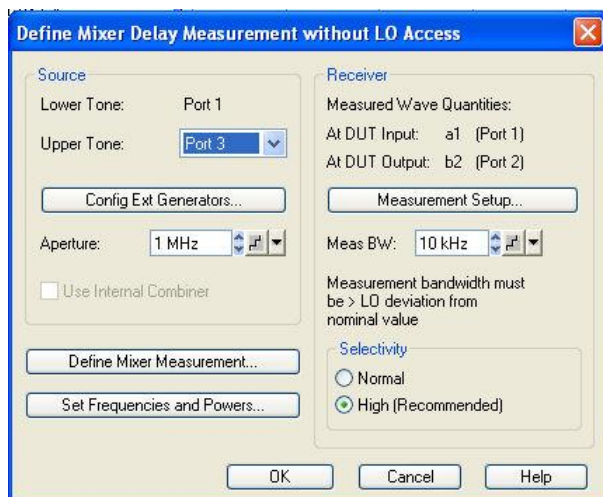 Define Mixer Delay Measurement without LO Access
Source
Lower Tone: Port 1
Upper Tone: Port 3
Config Ext Generators...
Aperture: 1 MHz
Use Internal Combiner
Define Mixer Measurement...
Set Frequencies and Powers...
Receiver
Measured Wave Quantities:
At DUT Input: a1 (Port 1)
At DUT Output: b2 (Port 2)
Measurement Setup...
Meas BW: 10 kHz
Measurement bandwidth must
be > LO deviation from
nominal value
Selectivity
Normal
High (Recommended)
OK Cancel Help